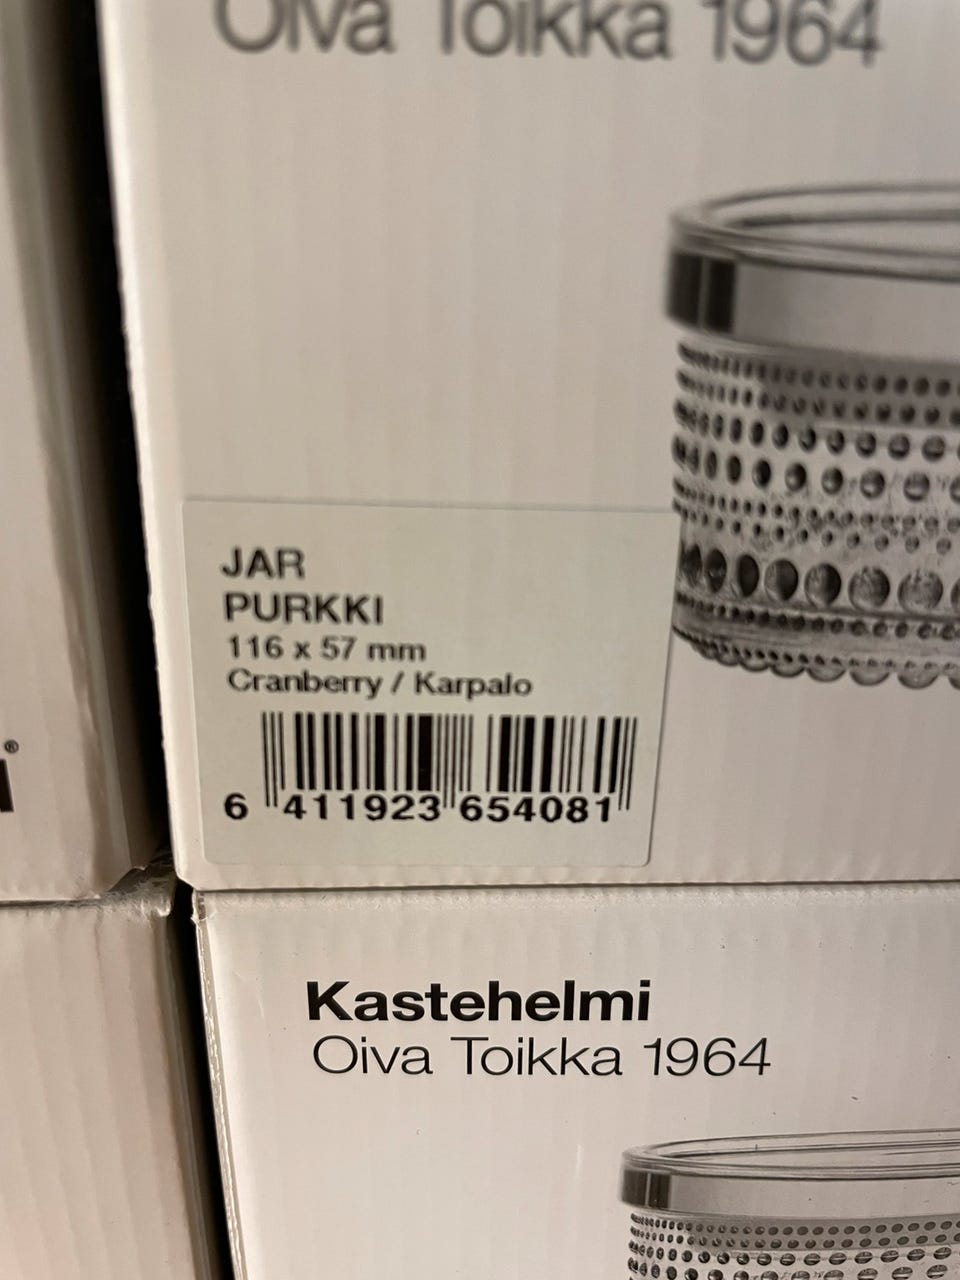 Oiva Toikka 1964
JAR
PURKKI
116 x 57 mm
Cranberry / Karpalo
6 411923 654081
®
Kastehelmi
Oiva Toikka 1964